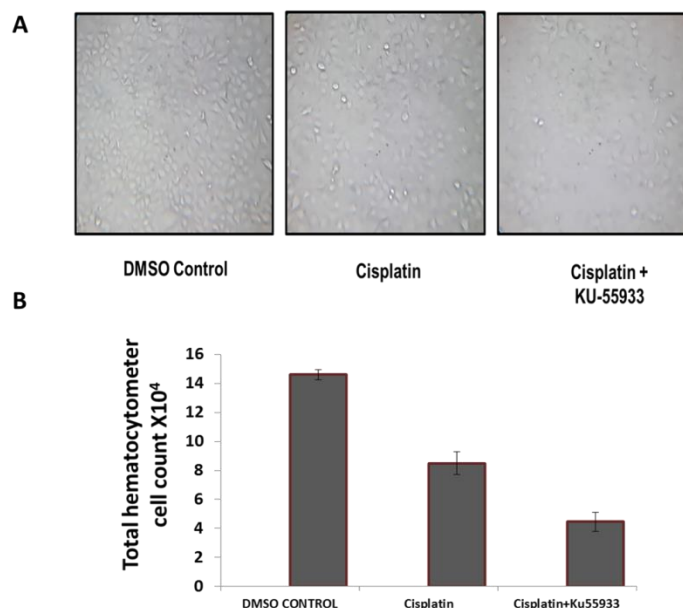 A
DMSO Control
Cisplatin
Cisplatin +
KU-55933
B
Total hematocytometer
cell count X10⁴
16
14
12
10
8
6
4
2
0
DMSO CONTROL
Cisplatin
Cisplatin+Ku55933